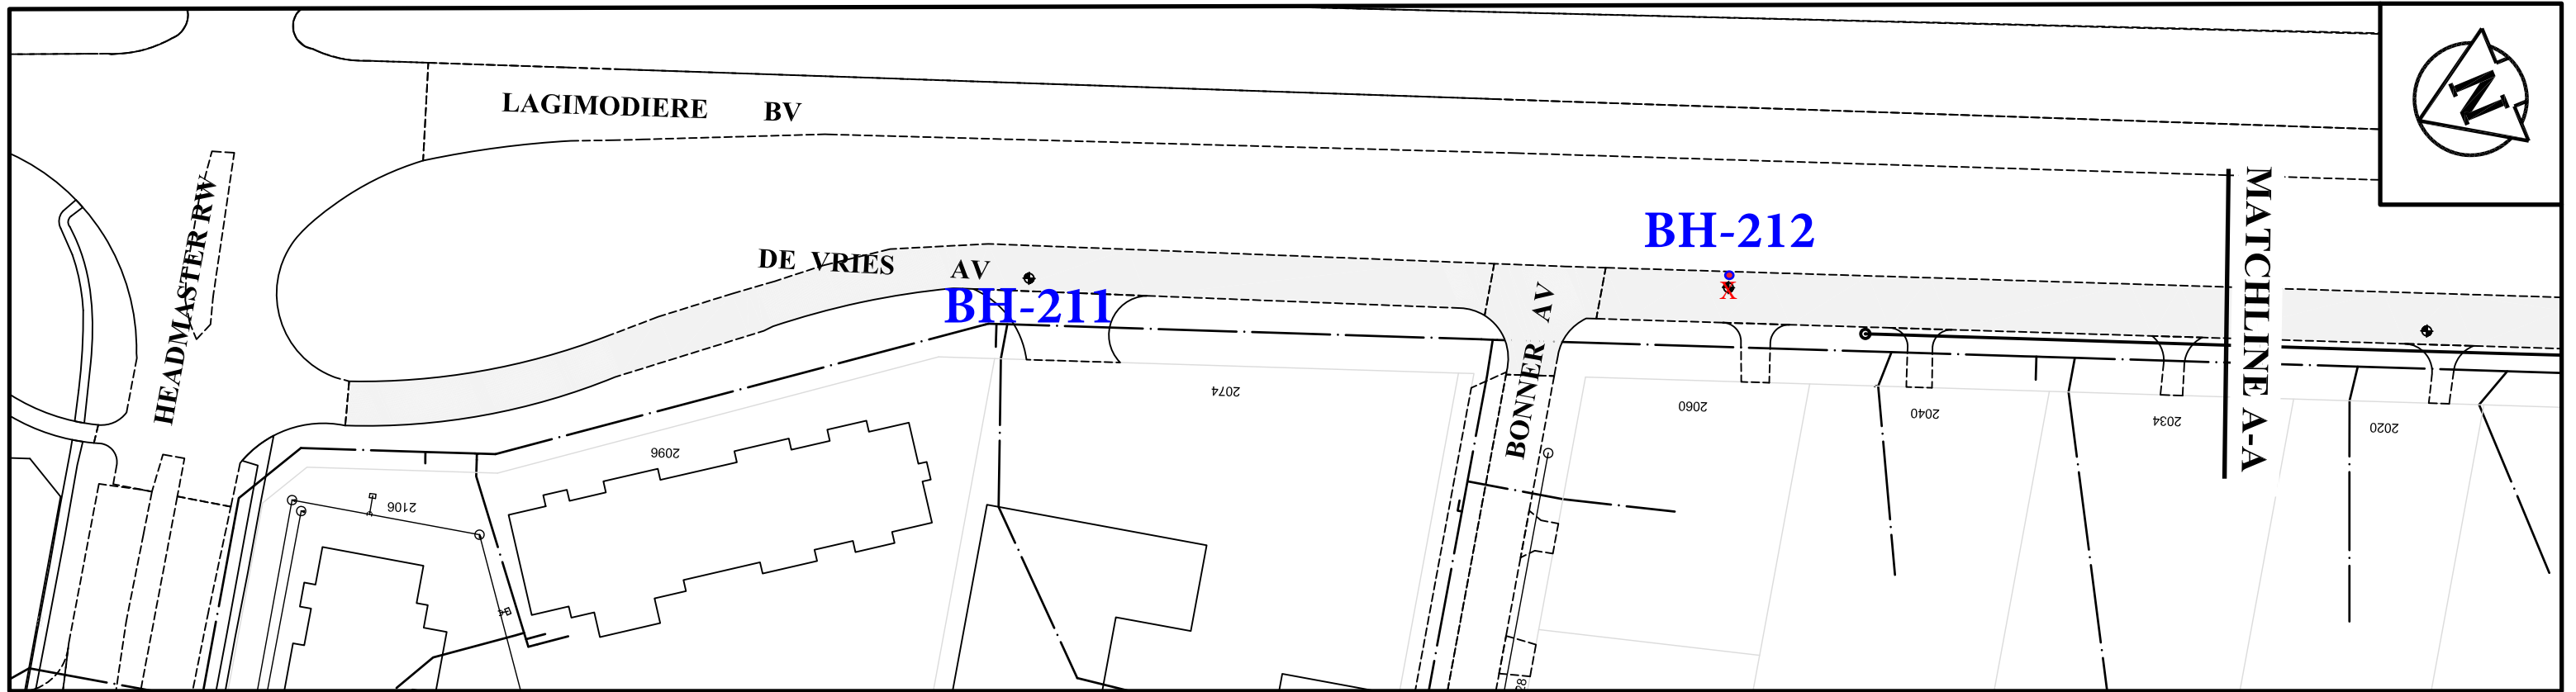 LAGIMODIERE BV
N
HEADMASTER RW
DE VRIES AV
BH-211
BH-212
BONNER AV
MATCHLINE A-A
2106
2096
2074
2060
2040
2034
2020
X